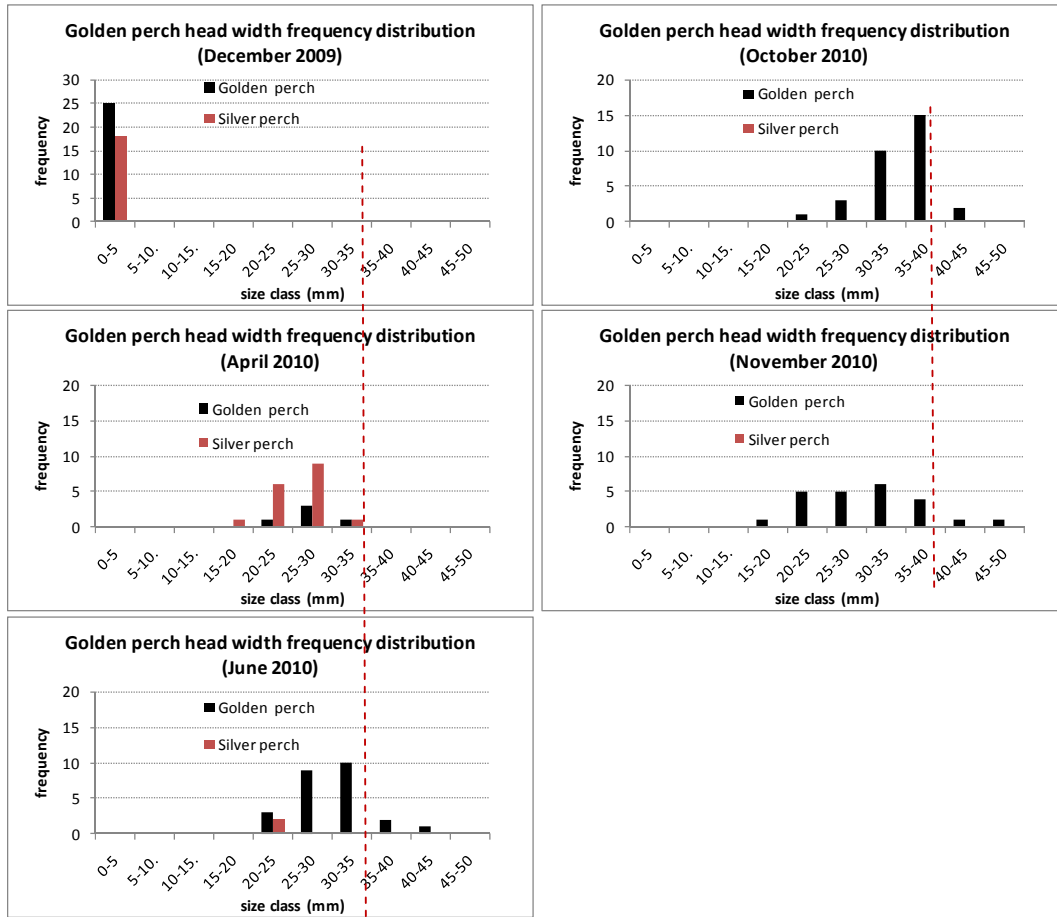 Golden perch head width frequency distribution
(December 2009)
30
25
20
15
10
5
0
frequency
Golden perch
Silver perch
0-5
5-10.
10-15.
15-20
20-25
25-30
30-35
35-40
40-45
45-50
size class (mm)
Golden perch head width frequency distribution
(October 2010)
20
15
10
5
0
frequency
Golden perch
Silver perch
0-5
5-10.
10-15.
15-20
20-25
25-30
30-35
35-40
40-45
45-50
size class (mm)
Golden perch head width frequency distribution
(April 2010)
20
15
10
5
0
frequency
Golden perch
Silver perch
0-5
5-10.
10-15.
15-20
20-25
25-30
30-35
35-40
40-45
45-50
size class (mm)
Golden perch head width frequency distribution
(November 2010)
20
15
10
5
0
frequency
Golden perch
Silver perch
0-5
5-10.
10-15.
15-20
20-25
25-30
30-35
35-40
40-45
45-50
size class (mm)
Golden perch head width frequency distribution
(June 2010)
20
15
10
5
0
frequency
Golden perch
Silver perch
0-5
5-10.
10-15.
15-20
20-25
25-30
30-35
35-40
40-45
45-50
size class (mm)